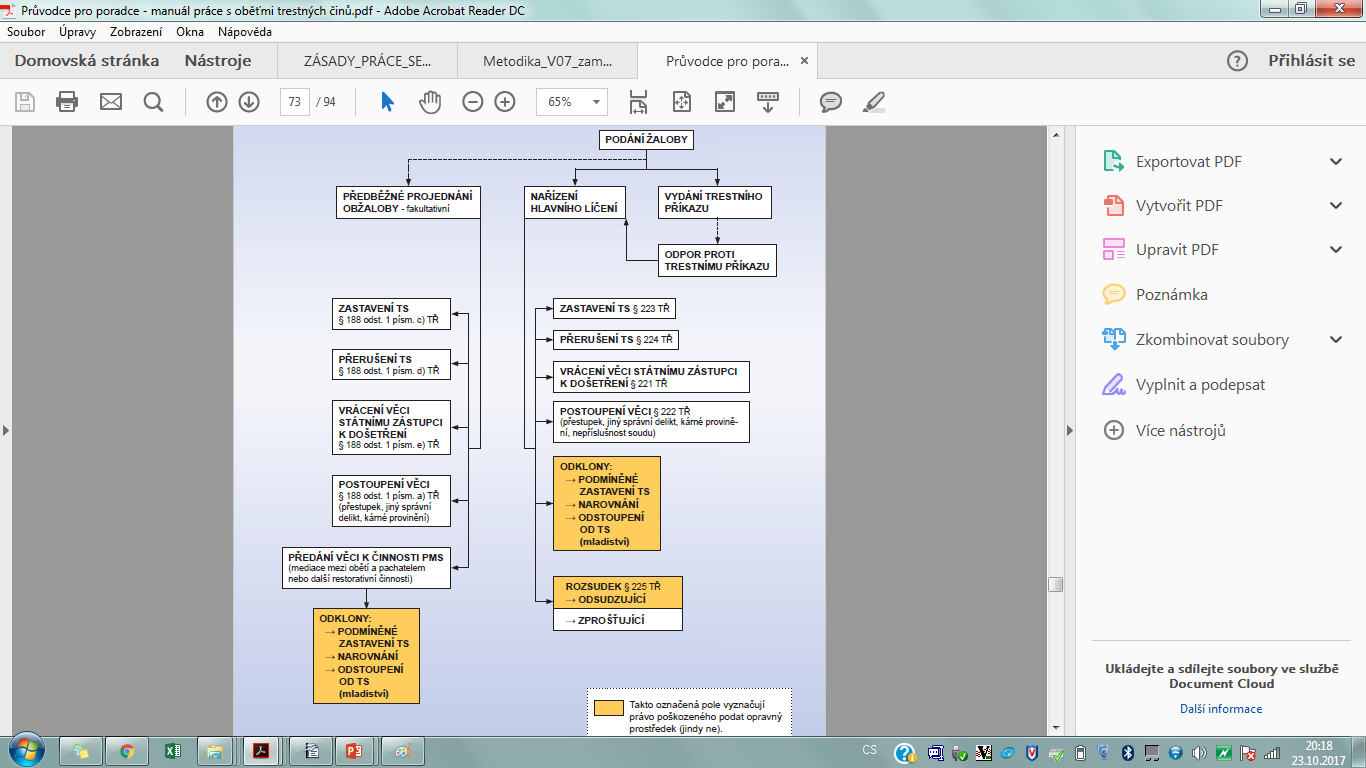 Průvodce pro poradce - manuál práce s oběťmi trestných činů.pdf - Adobe Acrobat Reader DC
Soubor Úpravy Zobrazení Okna Nápověda
Domovská stránka Nástroje ZÁSADY_PRÁCE_SE... Metodika_V07_zam... Průvodce pro pora... × ? Přihlásit se
73 / 94 65%
PODÁNÍ ŽALOBY
PŘEDBĚŽNÉ PROJEDNÁNÍ
OBŽALOBY - fakultativní
NAŘÍZENÍ
HLAVNÍHO LÍČENÍ
VYDÁNÍ TRESTNÍHO
PŘÍKAZU
ODPOR PROTI
TRESTNÍMU PŘÍKAZU
ZASTAVENÍ TS
§ 188 odst. 1 písm. c) TŘ
PŘERUŠENÍ TS
§ 188 odst. 1 písm. d) TŘ
VRÁCENÍ VĚCI
STÁTNÍMU ZÁSTUPCI
K DOŠETŘENÍ
§ 188 odst. 1 písm. e) TŘ
POSTOUPENÍ VĚCI
§ 188 odst. 1 písm. a) TŘ
(přestupek, jiný správní
delikt, kárné provinění)
PŘEDÁNÍ VĚCI K ČINNOSTI PMS
(mediace mezi obětí a pachatelem
nebo další restorativní činnosti)
ODKLONY:
→ PODMÍNĚNÉ
ZASTAVENÍ TS
→ NAROVNÁNÍ
→ ODSTOUPENÍ
OD TS
(mladiství)
ZASTAVENÍ TS § 223 TŘ
PŘERUŠENÍ TS § 224 TŘ
VRÁCENÍ VĚCI STÁTNÍMU ZÁSTUPCI
K DOŠETŘENÍ § 221 TŘ
POSTOUPENÍ VĚCI § 222 TŘ
(přestupek, jiný správní delikt, kárné provině-
ní, nepříslušnost soudu)
ODKLONY:
→ PODMÍNĚNÉ
ZASTAVENÍ TS
→ NAROVNÁNÍ
→ ODSTOUPENÍ
OD TS
(mladiství)
ROZSUDEK § 225 TŘ
→ ODSUDZUJÍCÍ
→ ZPROŠŤUJÍCÍ
Takto označená pole vyznačují
právo poškozeného podat opravný
prostředek (jindy ne).
Exportovat PDF
Vytvořit PDF
Upravit PDF
Poznámka
Zkombinovat soubory
Vyplnit a podepsat
Více nástrojů
Ukládejte a sdílejte soubory ve službě
Document Cloud
Další informace
CS 20:18
23.10.2017